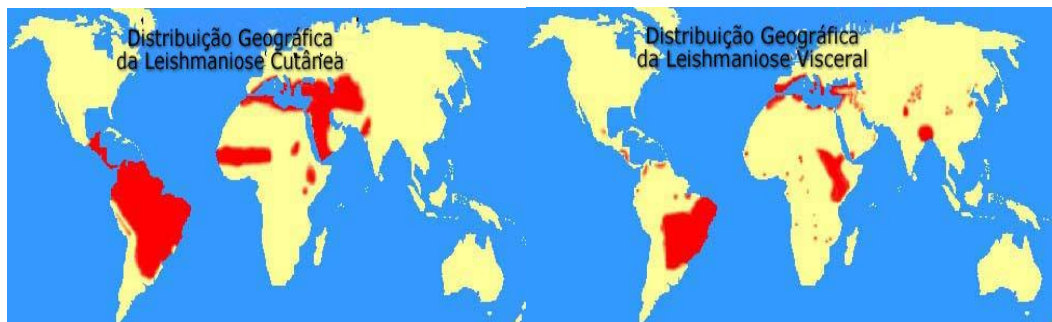 Distribuição Geográfica
da Leishmaniose Cutânea
Distribuição Geográfica
da Leishmaniose Visceral